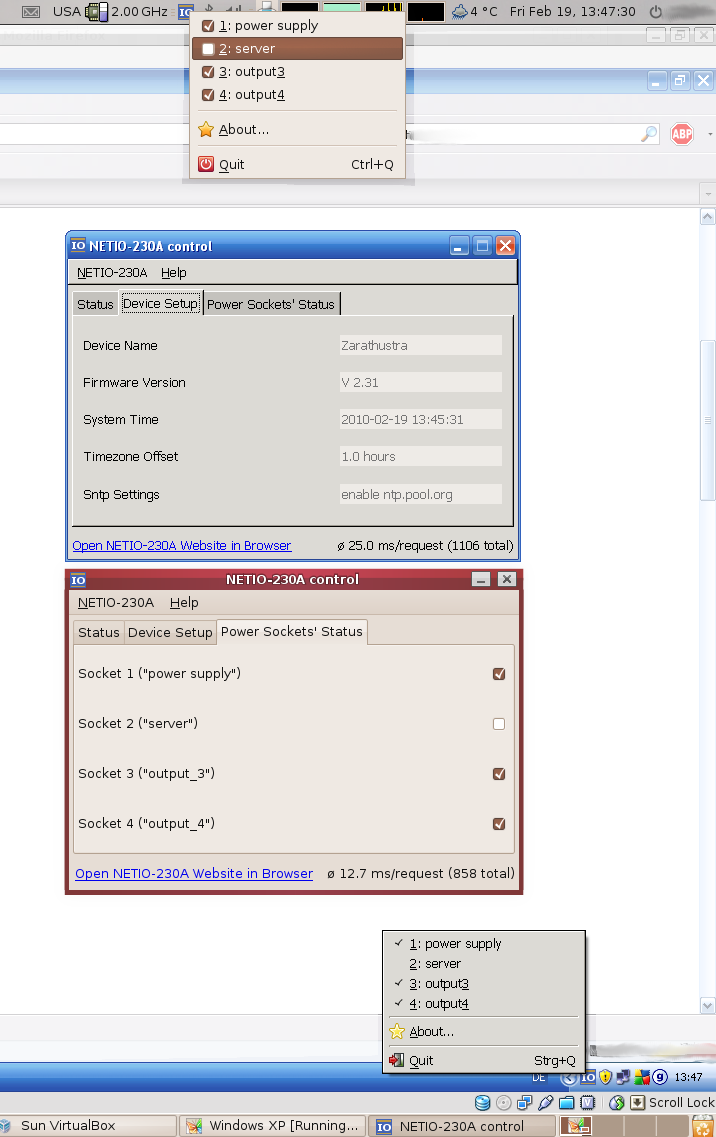 USA 2.00 GHz IO 4 °C Fri Feb 19, 13:47:30
1: power supply
2: server
3: output3
4: output4
About...
Quit Ctrl+Q
ABP
IO NETIO-230A control
NETIO-230A Help
Status Device Setup Power Sockets' Status
Device Name Zarathustra
Firmware Version V 2.31
System Time 2010-02-19 13:45:31
Timezone Offset 1.0 hours
Sntp Settings enable ntp.pool.org
Open NETIO-230A Website in Browser ø 25.0 ms/request (1106 total)
IO NETIO-230A control
NETIO-230A Help
Status Device Setup Power Sockets' Status
Socket 1 ("power supply")
Socket 2 ("server")
Socket 3 ("output_3")
Socket 4 ("output_4")
Open NETIO-230A Website in Browser ø 12.7 ms/request (858 total)
1: power supply
2: server
3: output3
4: output4
About...
Quit Strg+Q
DE IO 13:47
Scroll Lock
Sun VirtualBox Windows XP [Running... IO NETIO-230A control